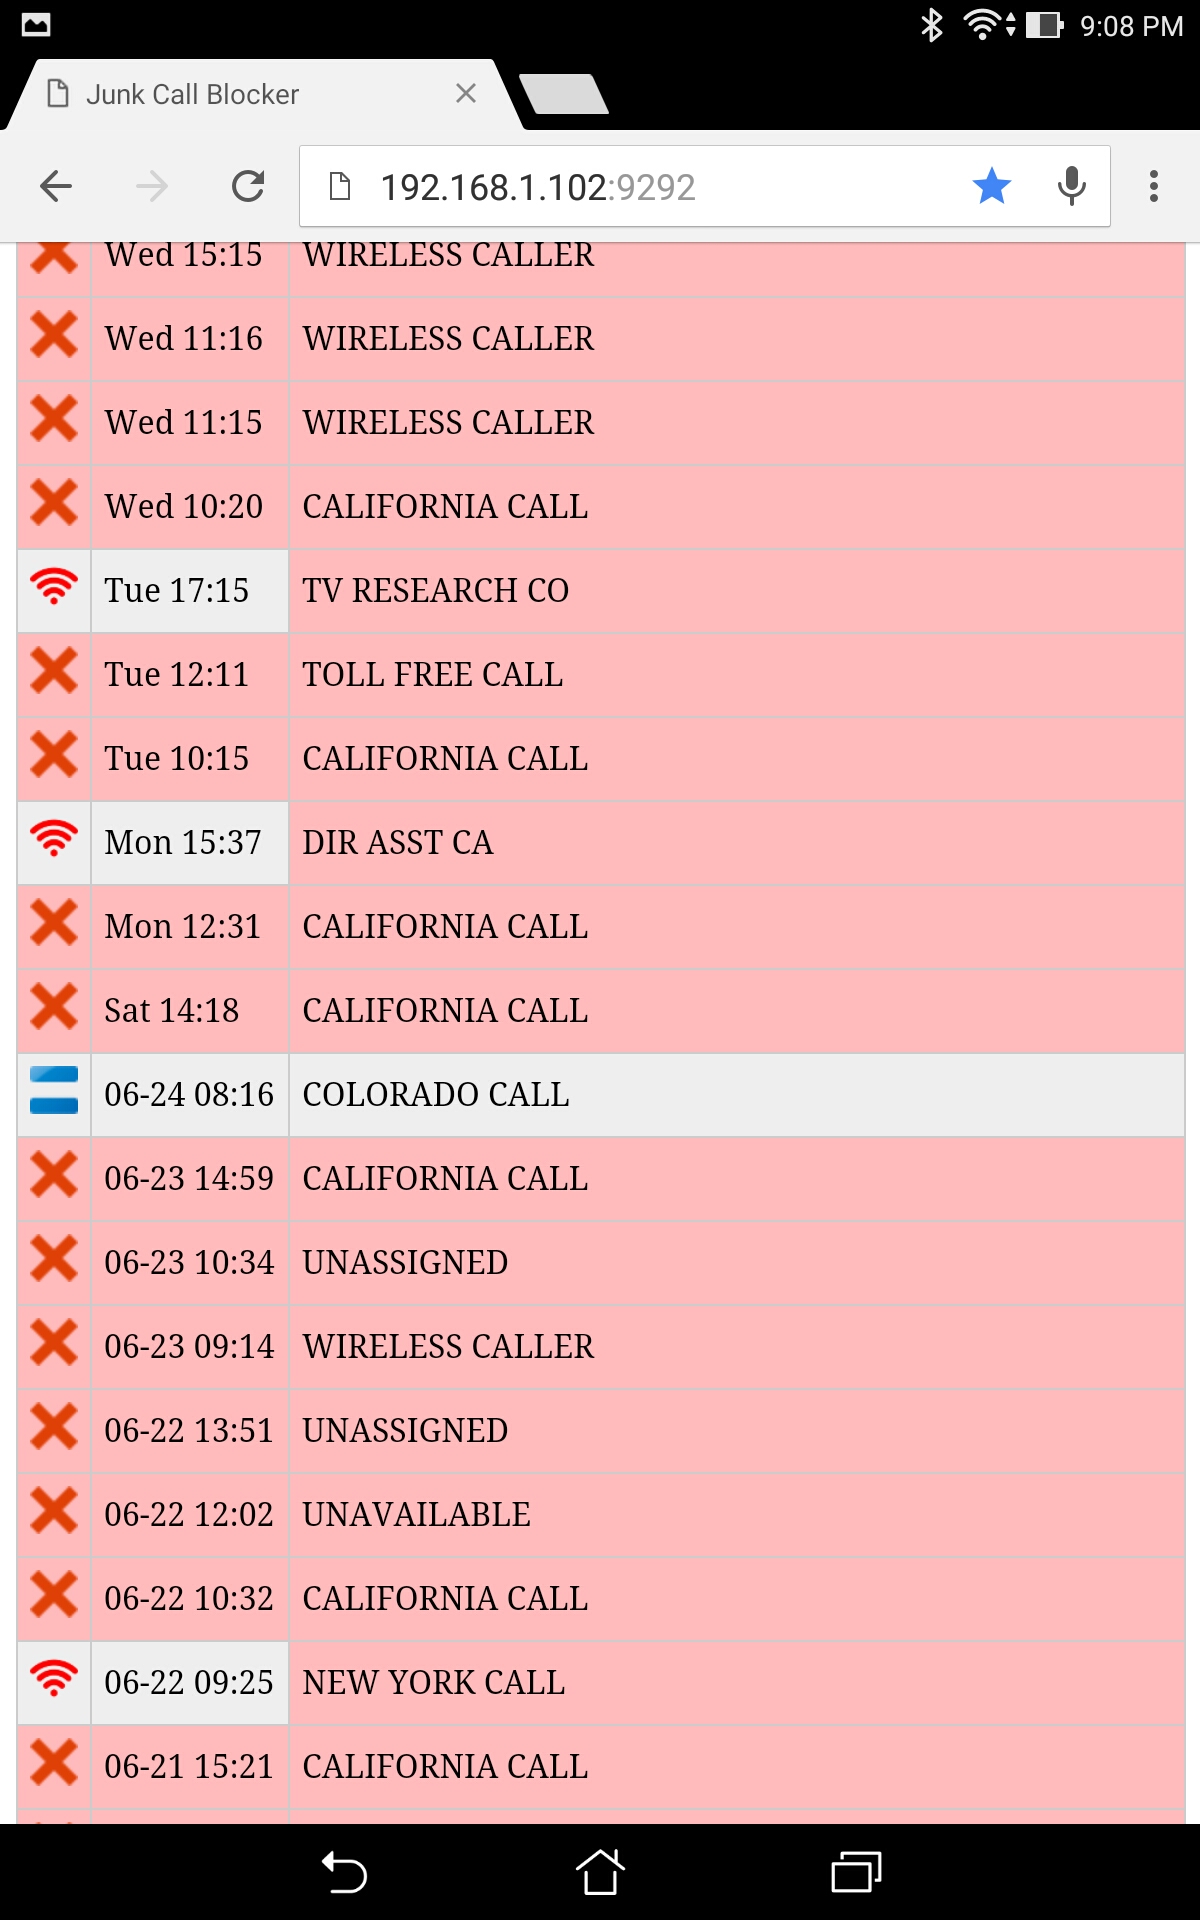 9:08 PM
Junk Call Blocker
192.168.1.102:9292
Wed 15:15 WIRELESS CALLER
Wed 11:16 WIRELESS CALLER
Wed 11:15 WIRELESS CALLER
Wed 10:20 CALIFORNIA CALL
Tue 17:15 TV RESEARCH CO
Tue 12:11 TOLL FREE CALL
Tue 10:15 CALIFORNIA CALL
Mon 15:37 DIR ASST CA
Mon 12:31 CALIFORNIA CALL
Sat 14:18 CALIFORNIA CALL
06-24 08:16 COLORADO CALL
06-23 14:59 CALIFORNIA CALL
06-23 10:34 UNASSIGNED
06-23 09:14 WIRELESS CALLER
06-22 13:51 UNASSIGNED
06-22 12:02 UNAVAILABLE
06-22 10:32 CALIFORNIA CALL
06-22 09:25 NEW YORK CALL
06-21 15:21 CALIFORNIA CALL